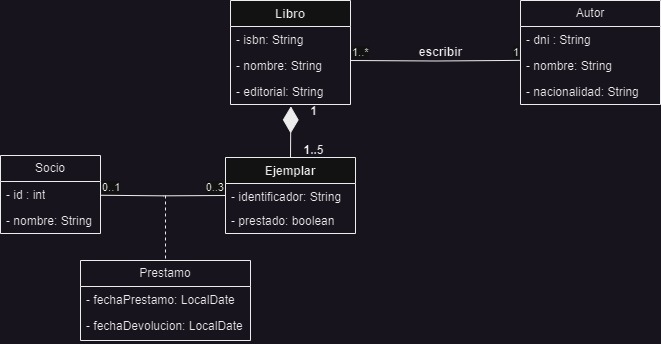 Libro
- isbn: String
- nombre: String
- editorial: String
Autor
- dni : String
- nombre: String
- nacionalidad: String
1..*
escribir
1
1
1..5
Socio
- id : int
- nombre: String
0..1
0..3
Ejemplar
- identificador: String
- prestado: boolean
Prestamo
- fechaPrestamo: LocalDate
- fechaDevolucion: LocalDate